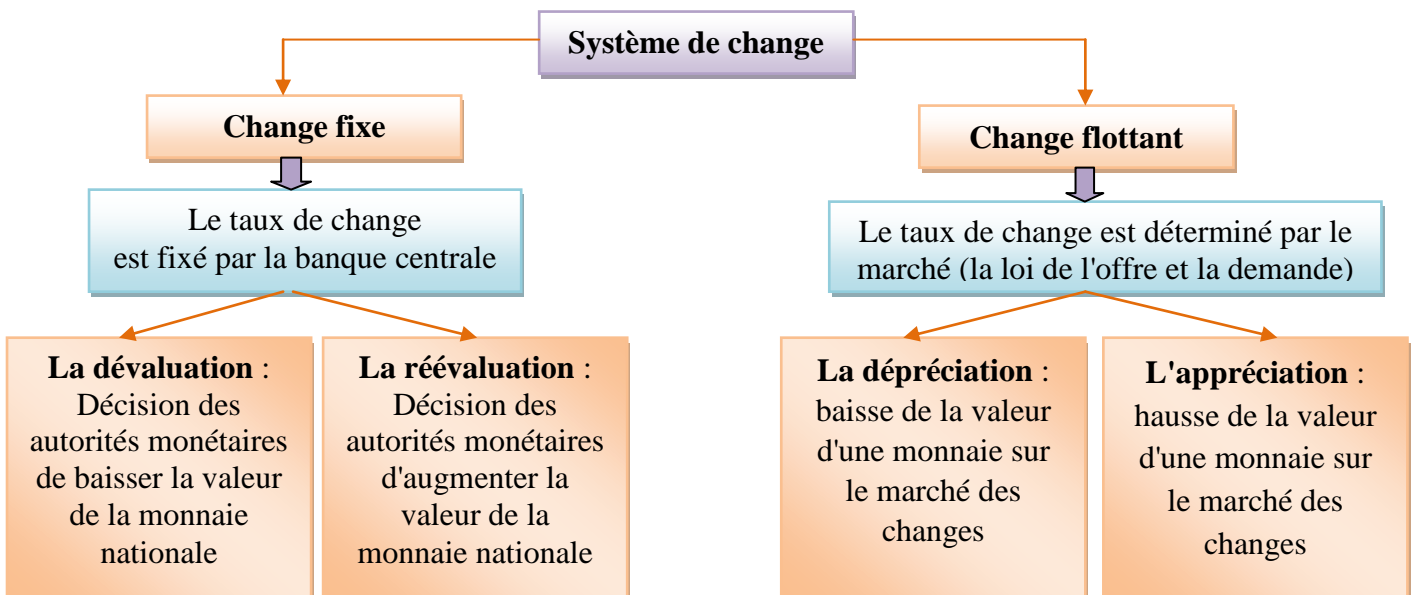 Système de change
Change fixe
Change flottant
Le taux de change
est fixé par la banque centrale
Le taux de change est déterminé par le
marché (la loi de l'offre et la demande)
La dévaluation :
Décision des
autorités monétaires
de baisser la valeur
de la monnaie
nationale
La réévaluation :
Décision des
autorités monétaires
d'augmenter la
valeur de la
monnaie nationale
La dépréciation :
baisse de la valeur
d'une monnaie sur
le marché des
changes
L'appréciation :
hausse de la valeur
d'une monnaie sur
le marché des
changes